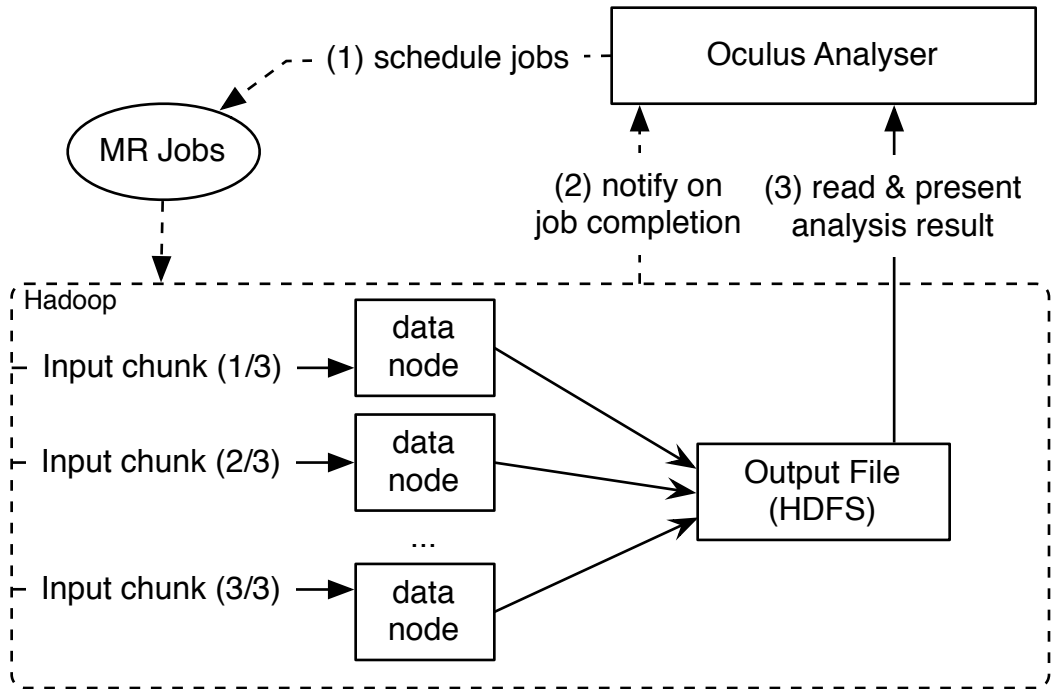 Oculus Analyser
(1) schedule jobs
MR Jobs
(2) notify on
job completion
(3) read & present
analysis result
Hadoop
Input chunk (1/3)
data
node
Input chunk (2/3)
data
node
...
Input chunk (3/3)
data
node
Output File
(HDFS)